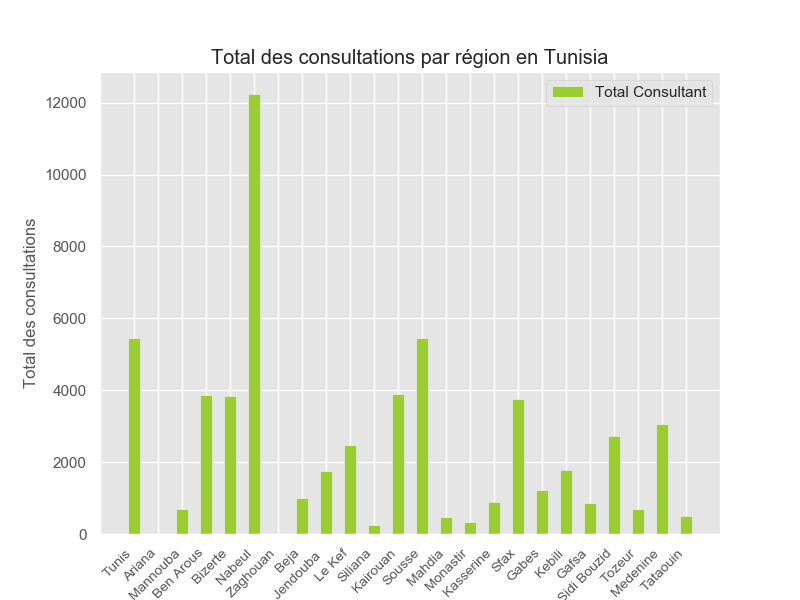 Total des consultations par région en Tunisia
Total Consultant
Total des consultations
12000
10000
8000
6000
4000
2000
0
Tunis
Ariana
Mannouba
Ben Arous
Bizerte
Nabeul
Zaghouan
Beja
Jendouba
Le Kef
Siliana
Kairouan
Sousse
Mahdia
Monastir
Kasserine
Sfax
Gabes
Kebili
Gafsa
Sidi Bouzid
Tozeur
Medenine
Tataouin